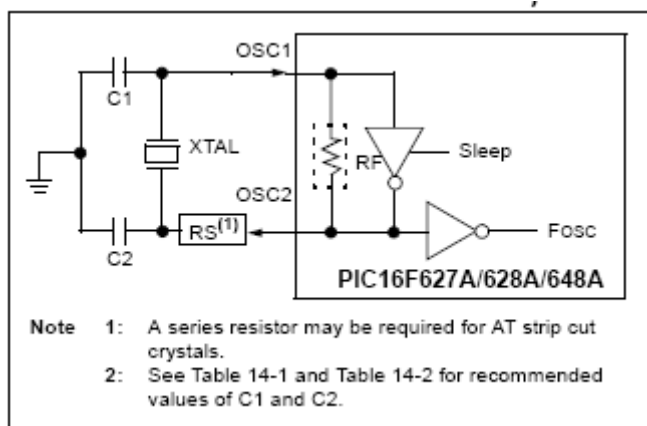 OSC1
C1
XTAL
RF
Sleep
OSC2
RS(1)
C2
Fosc
PIC16F627A/628A/648A
Note 1: A series resistor may be required for AT strip cut
crystals.
2: See Table 14-1 and Table 14-2 for recommended
values of C1 and C2.